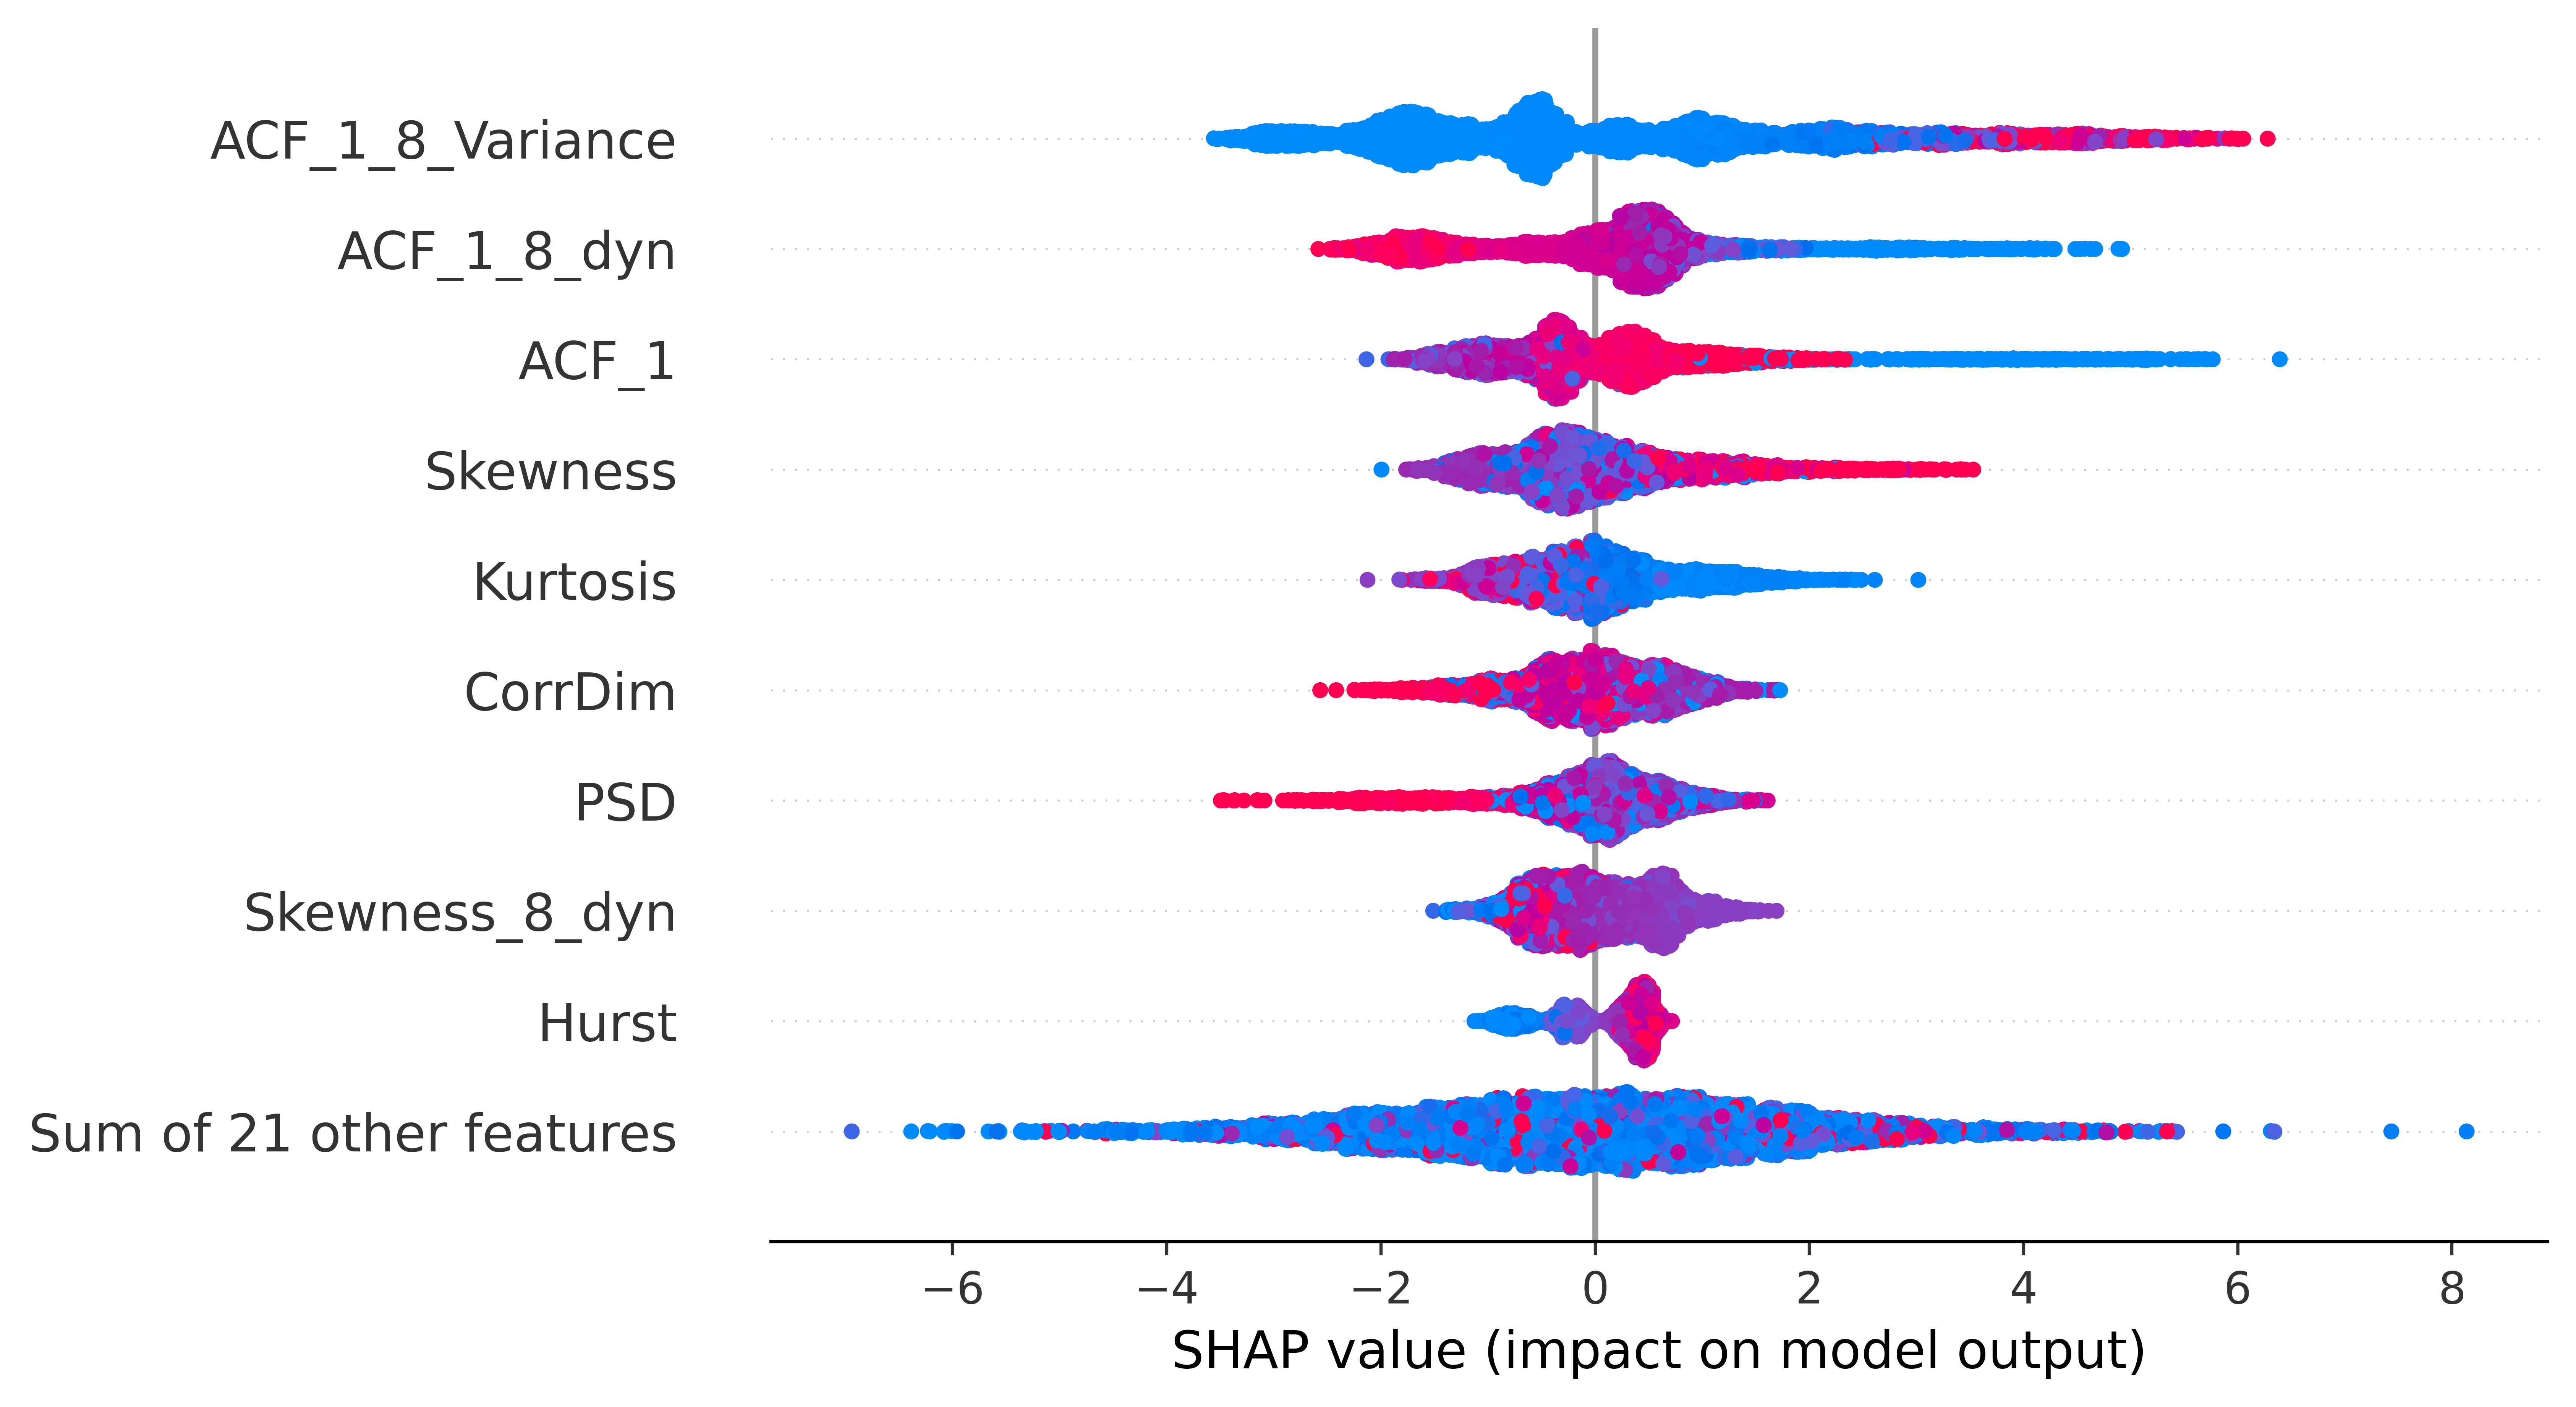 ACF_1_8_Variance
ACF_1_8_dyn
ACF_1
Skewness
Kurtosis
CorrDim
PSD
Skewness_8_dyn
Hurst
Sum of 21 other features
−6 −4 −2 0 2 4 6 8
SHAP value (impact on model output)